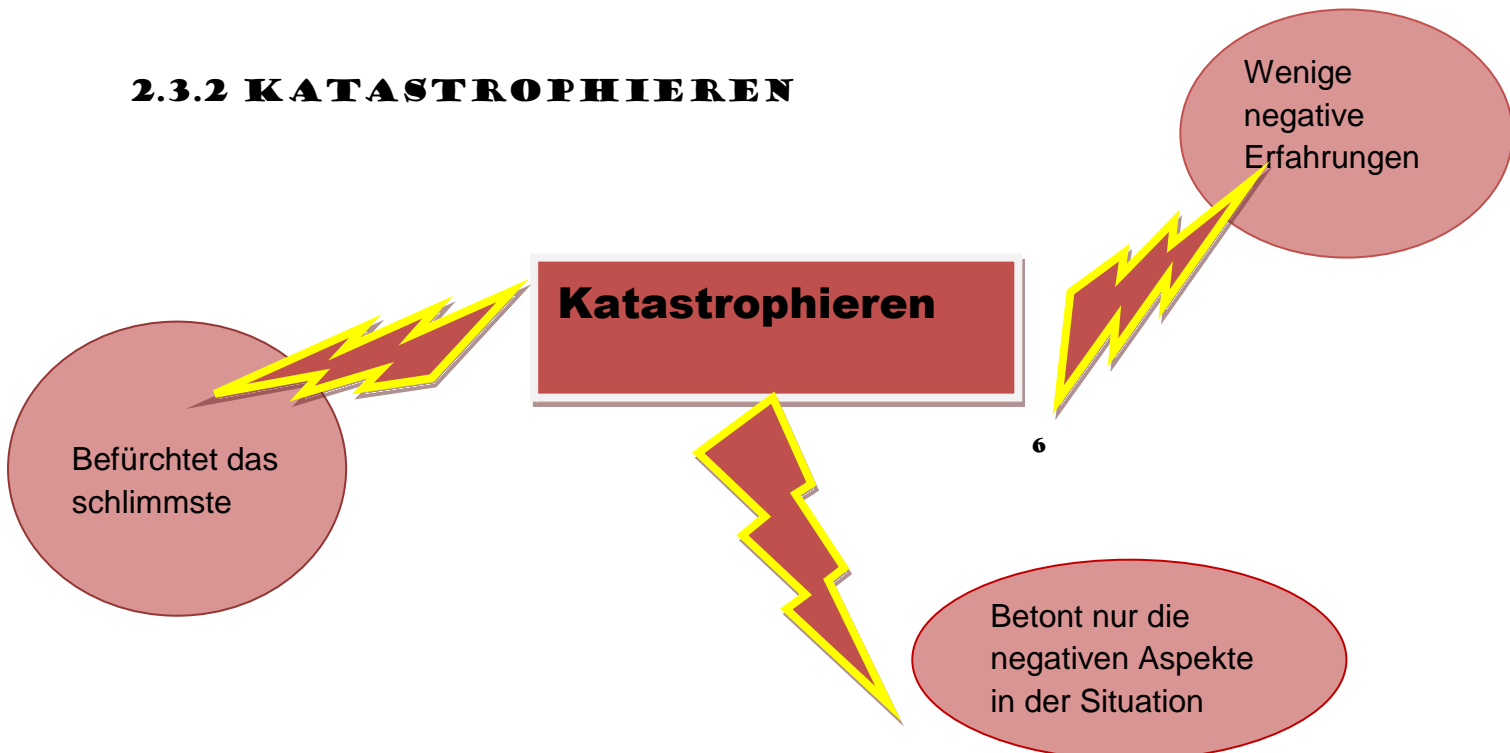 2.3.2 KATASTROPHIEREN
Wenige
negative
Erfahrungen
Katastrophieren
Befürchtet das
schlimmste
6
Betont nur die
negativen Aspekte
in der Situation